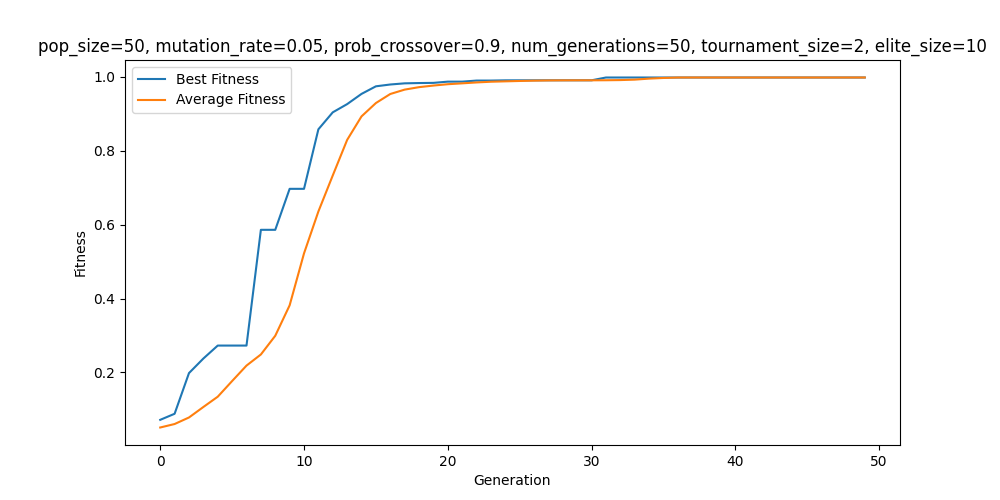 pop_size=50, mutation_rate=0.05, prob_crossover=0.9, num_generations=50, tournament_size=2, elite_size=10
Best Fitness
Average Fitness
1.0
0.8
0.6
0.4
0.2
Fitness
0 10 20 30 40 50
Generation